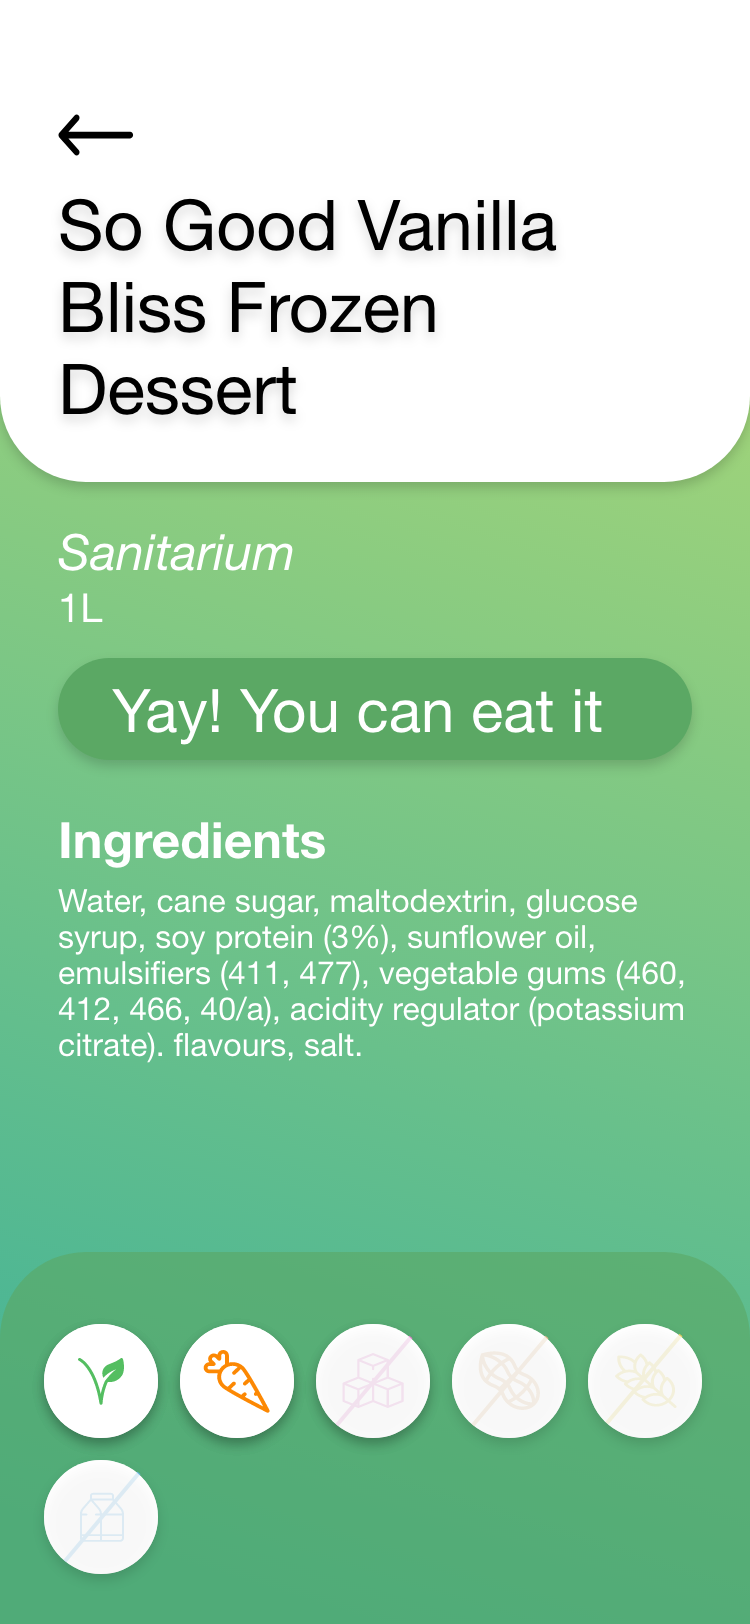 So Good Vanilla
Bliss Frozen
Dessert
Sanitarium
1L
Yay! You can eat it
Ingredients
Water, cane sugar, maltodextrin, glucose
syrup, soy protein (3%), sunflower oil,
emulsifiers (411, 477), vegetable gums (460,
412, 466, 40/a), acidity regulator (potassium
citrate). flavours, salt.